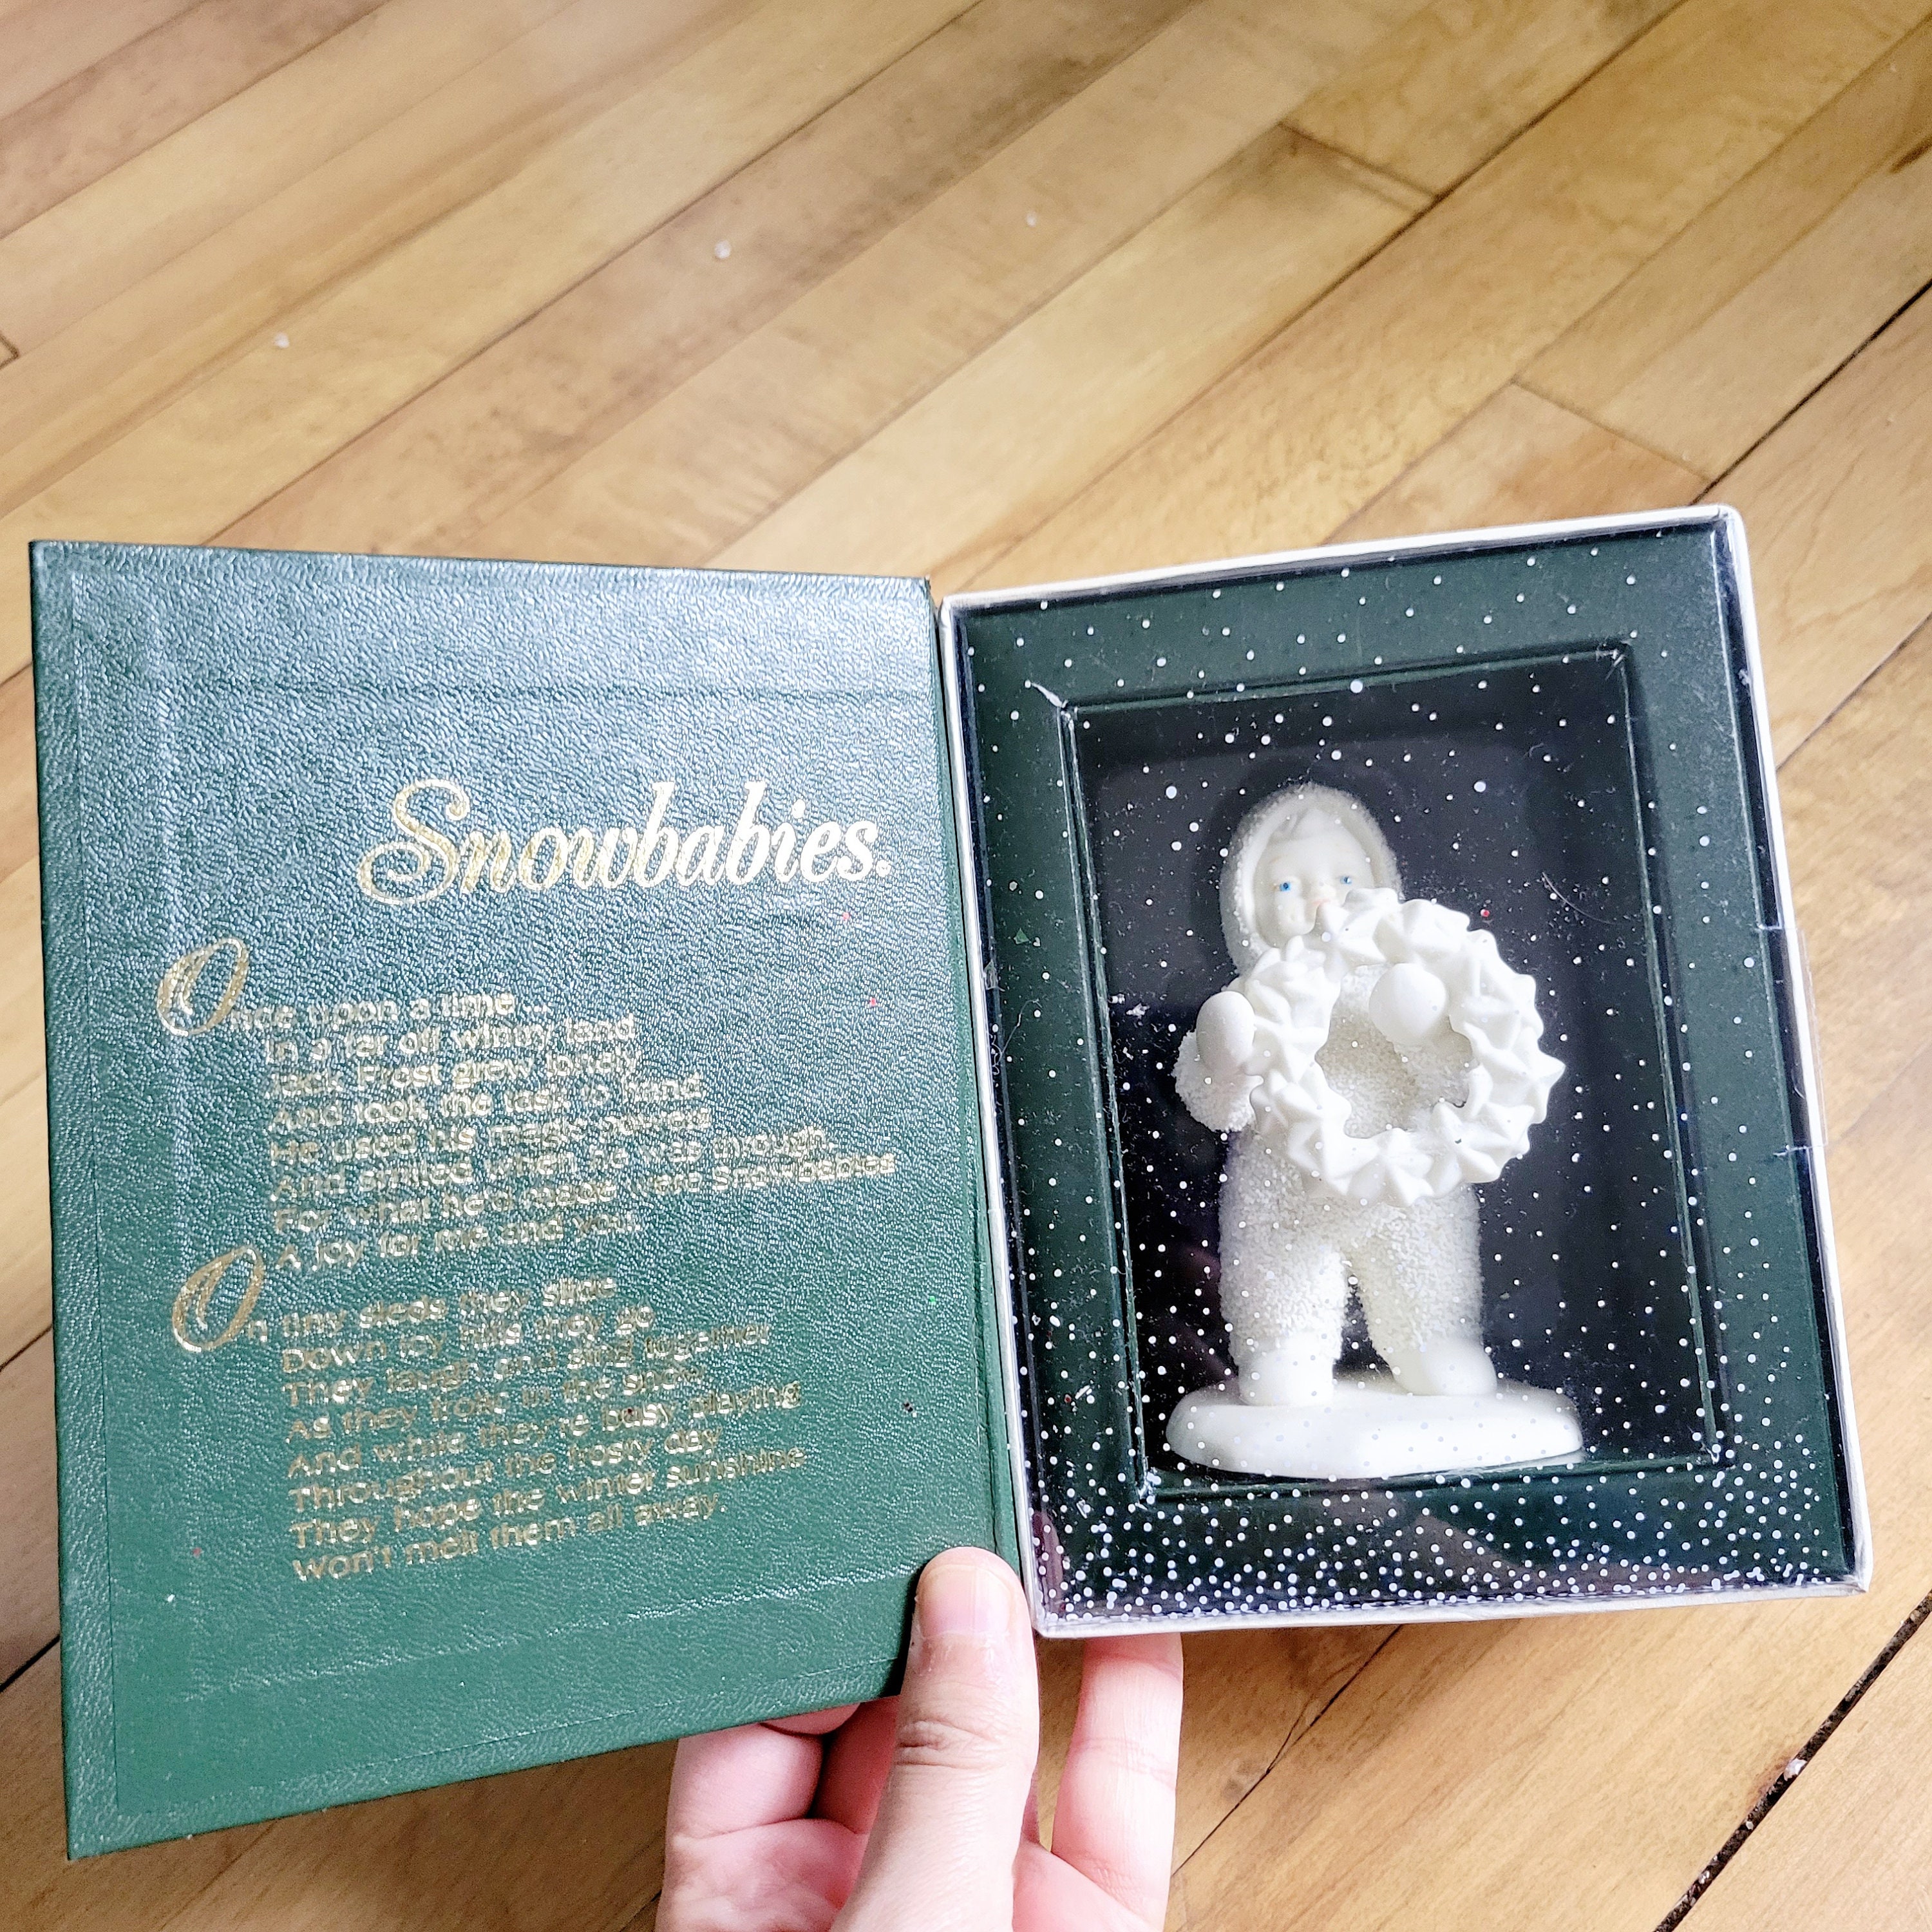 Snowbabies.
Once upon a time...
In a far off wintry land
Jack Frost grew lonely
And took the task to hand
He used his magic powers
And smiled when he was through,
For what he'd made were Snowbabies
A joy for me and you.
On tiny sleds they slide
Down icy hills they go
They laugh and sing together
As they frolic in the snow
And while they're busy playing
Throughout the frosty day
They hope the winter sunshine
Won't melt them all away.